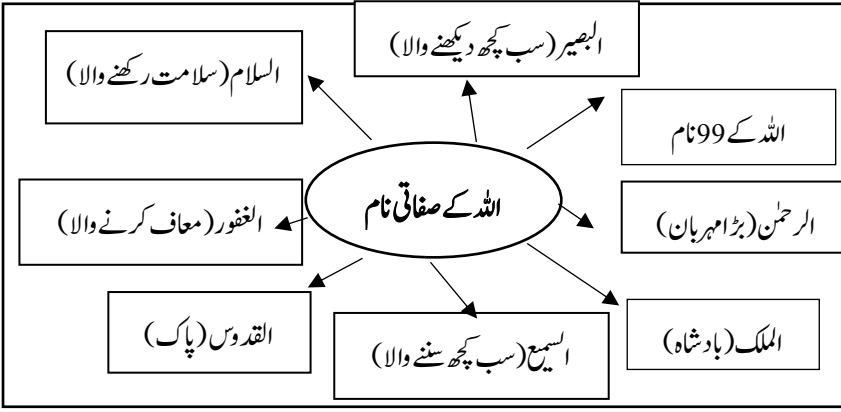 البصیر (سب کچھ دیکھنے والا)
السلام (سلامت رکھنے والا)
اللہ کے 99 نام
اللہ کے صفاتی نام
الرحمٰن (بڑا مہربان)
الغفور (معاف کرنے والا)
الملک (بادشاہ)
القدوس (پاک)
السمیع (سب کچھ سننے والا)